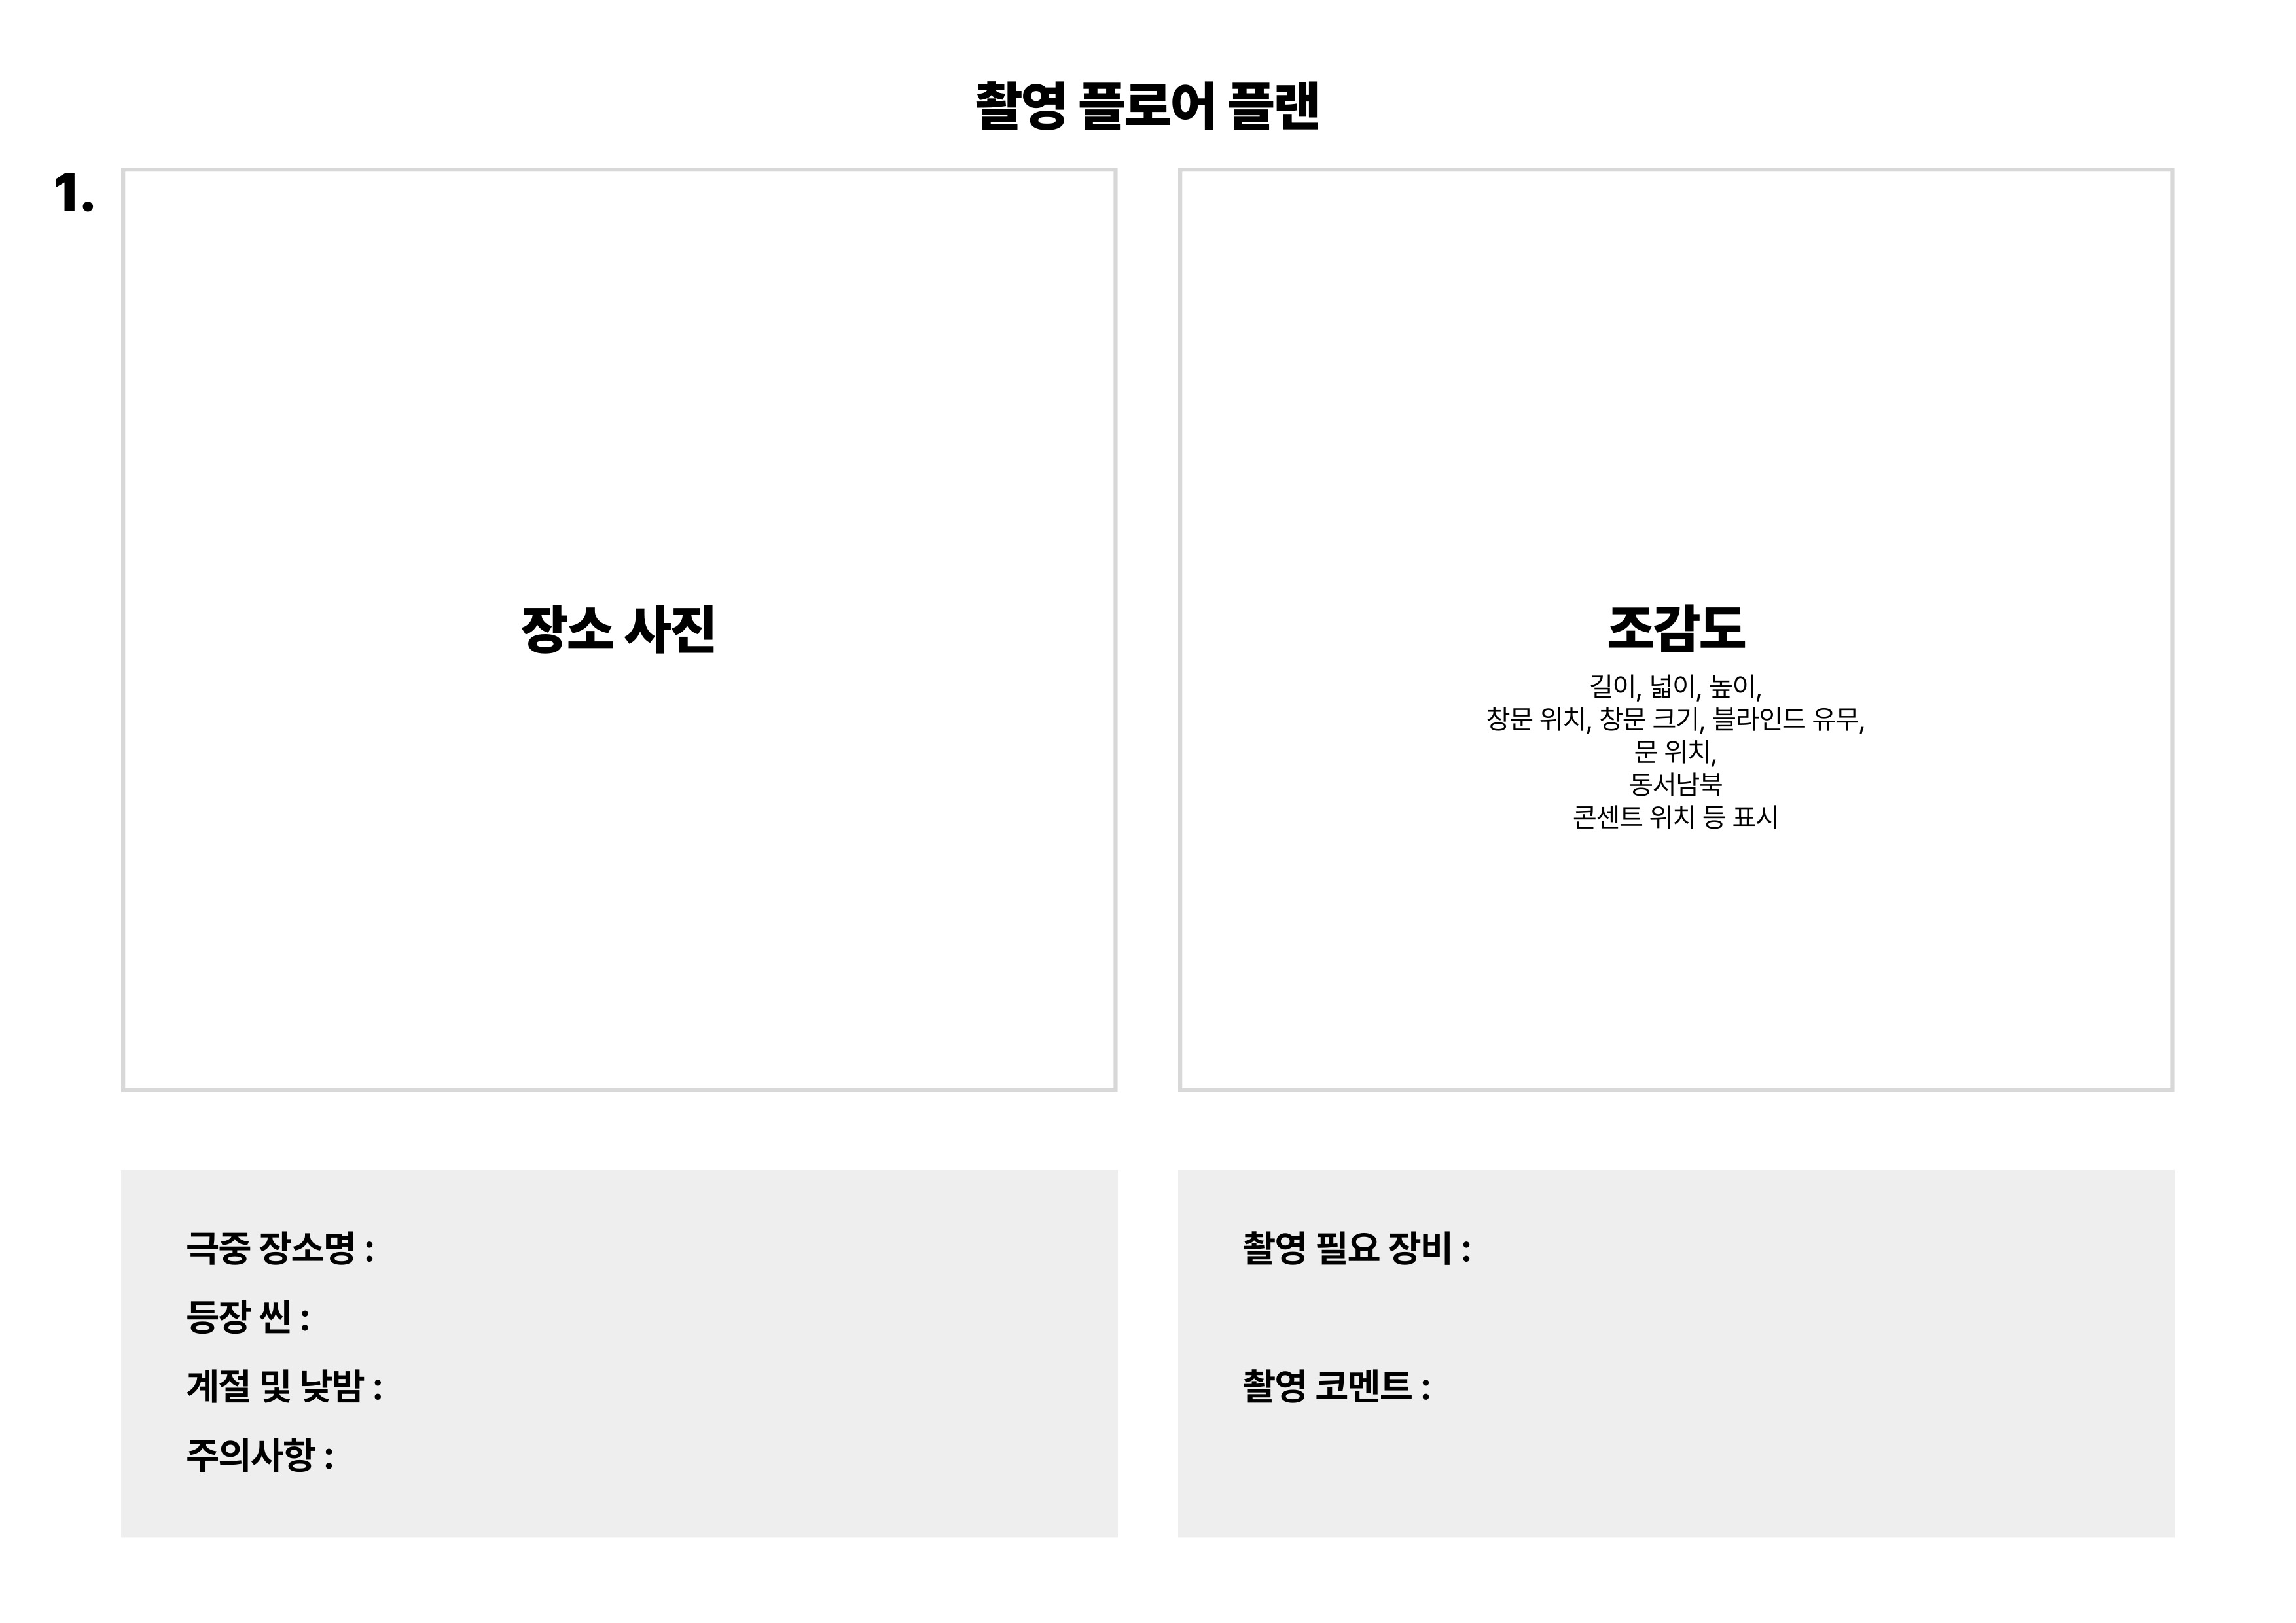 촬영 플로어 플랜
1.
장소 사진
조감도
길이, 넓이, 높이,
창문 위치, 창문 크기, 블라인드 유무,
문 위치,
동서남북
콘센트 위치 등 표시
극중 장소명 :
등장 씬 :
계절 및 낮밤 :
주의사항 :
촬영 필요 장비 :
촬영 코멘트 :